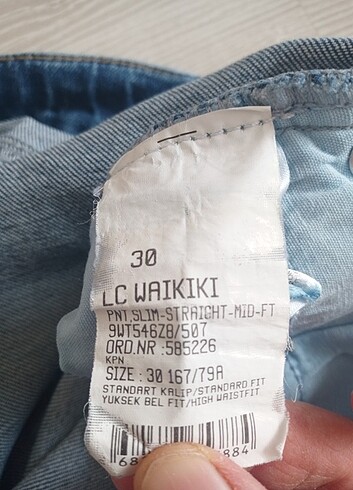 30
LC WAIKIKI
PNT,SLIM-STRAIGHT-MID-FT
9WT546Z8/507
ORD.NR :585226
KPN
SIZE : 30 167/79A
STANDART KALIP/STANDARD FIT
YUKSEK BEL FIT/HIGH WAISTFIT